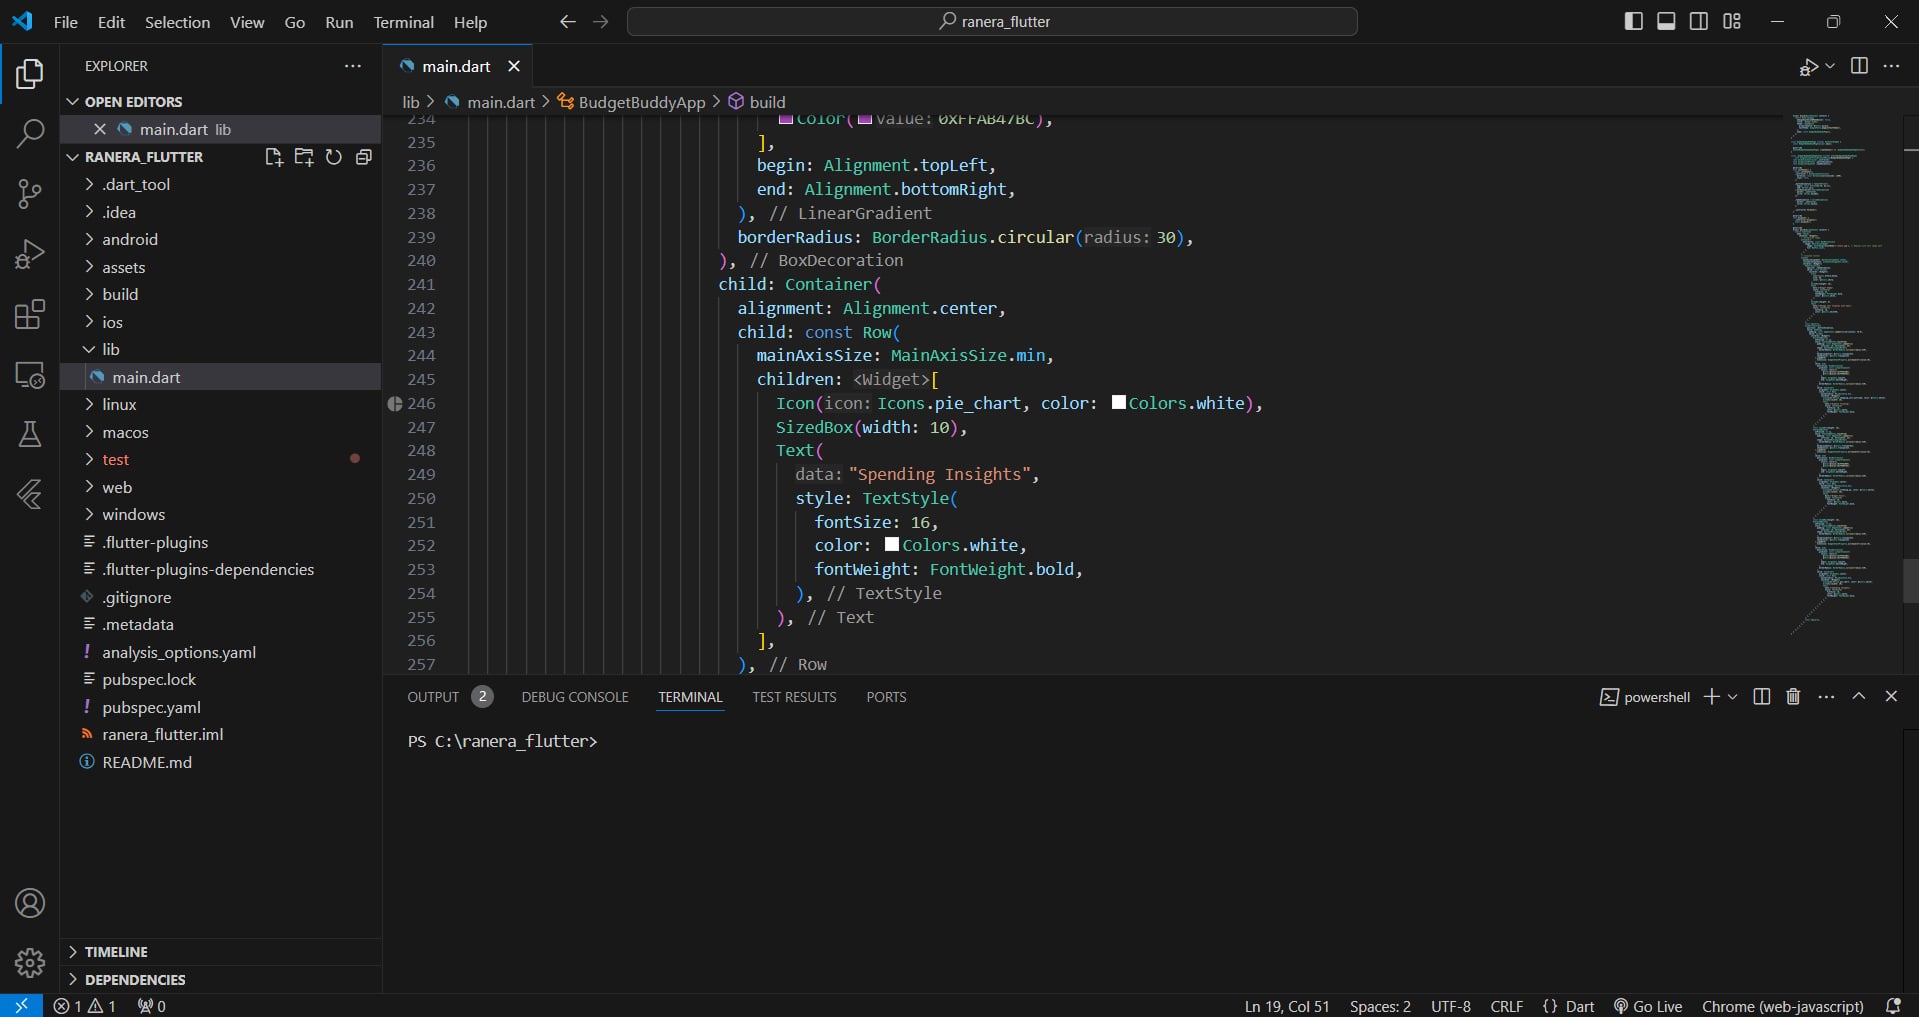 File Edit Selection View Go Run Terminal Help
ranera_flutter
EXPLORER
OPEN EDITORS
main.dart lib
RANERA_FLUTTER
.dart_tool
.idea
android
assets
build
ios
lib
main.dart
linux
macos
test
web
windows
.flutter-plugins
.flutter-plugins-dependencies
.gitignore
.metadata
analysis_options.yaml
pubspec.lock
pubspec.yaml
ranera_flutter.iml
README.md
TIMELINE
DEPENDENCIES
main.dart
lib > main.dart > BudgetBuddyApp > build
234 Color(value: 0xFFAB47BC),
235 ],
236 begin: Alignment.topLeft,
237 end: Alignment.bottomRight,
238 ), // LinearGradient
239 borderRadius: BorderRadius.circular(radius: 30),
240 ), // BoxDecoration
241 child: Container(
242 alignment: Alignment.center,
243 child: const Row(
244 mainAxisSize: MainAxisSize.min,
245 children: <Widget>[
246 Icon(icon: Icons.pie_chart, color: Colors.white),
247 SizedBox(width: 10),
248 Text(
249 data: "Spending Insights",
250 style: TextStyle(
251 fontSize: 16,
252 color: Colors.white,
253 fontWeight: FontWeight.bold,
254 ), // TextStyle
255 ), // Text
256 ],
257 ), // Row
OUTPUT 2 DEBUG CONSOLE TERMINAL TEST RESULTS PORTS
powershell
PS C:\ranera_flutter>
1 1 0
Ln 19, Col 51 Spaces: 2 UTF-8 CRLF {} Dart Go Live Chrome (web-javascript)